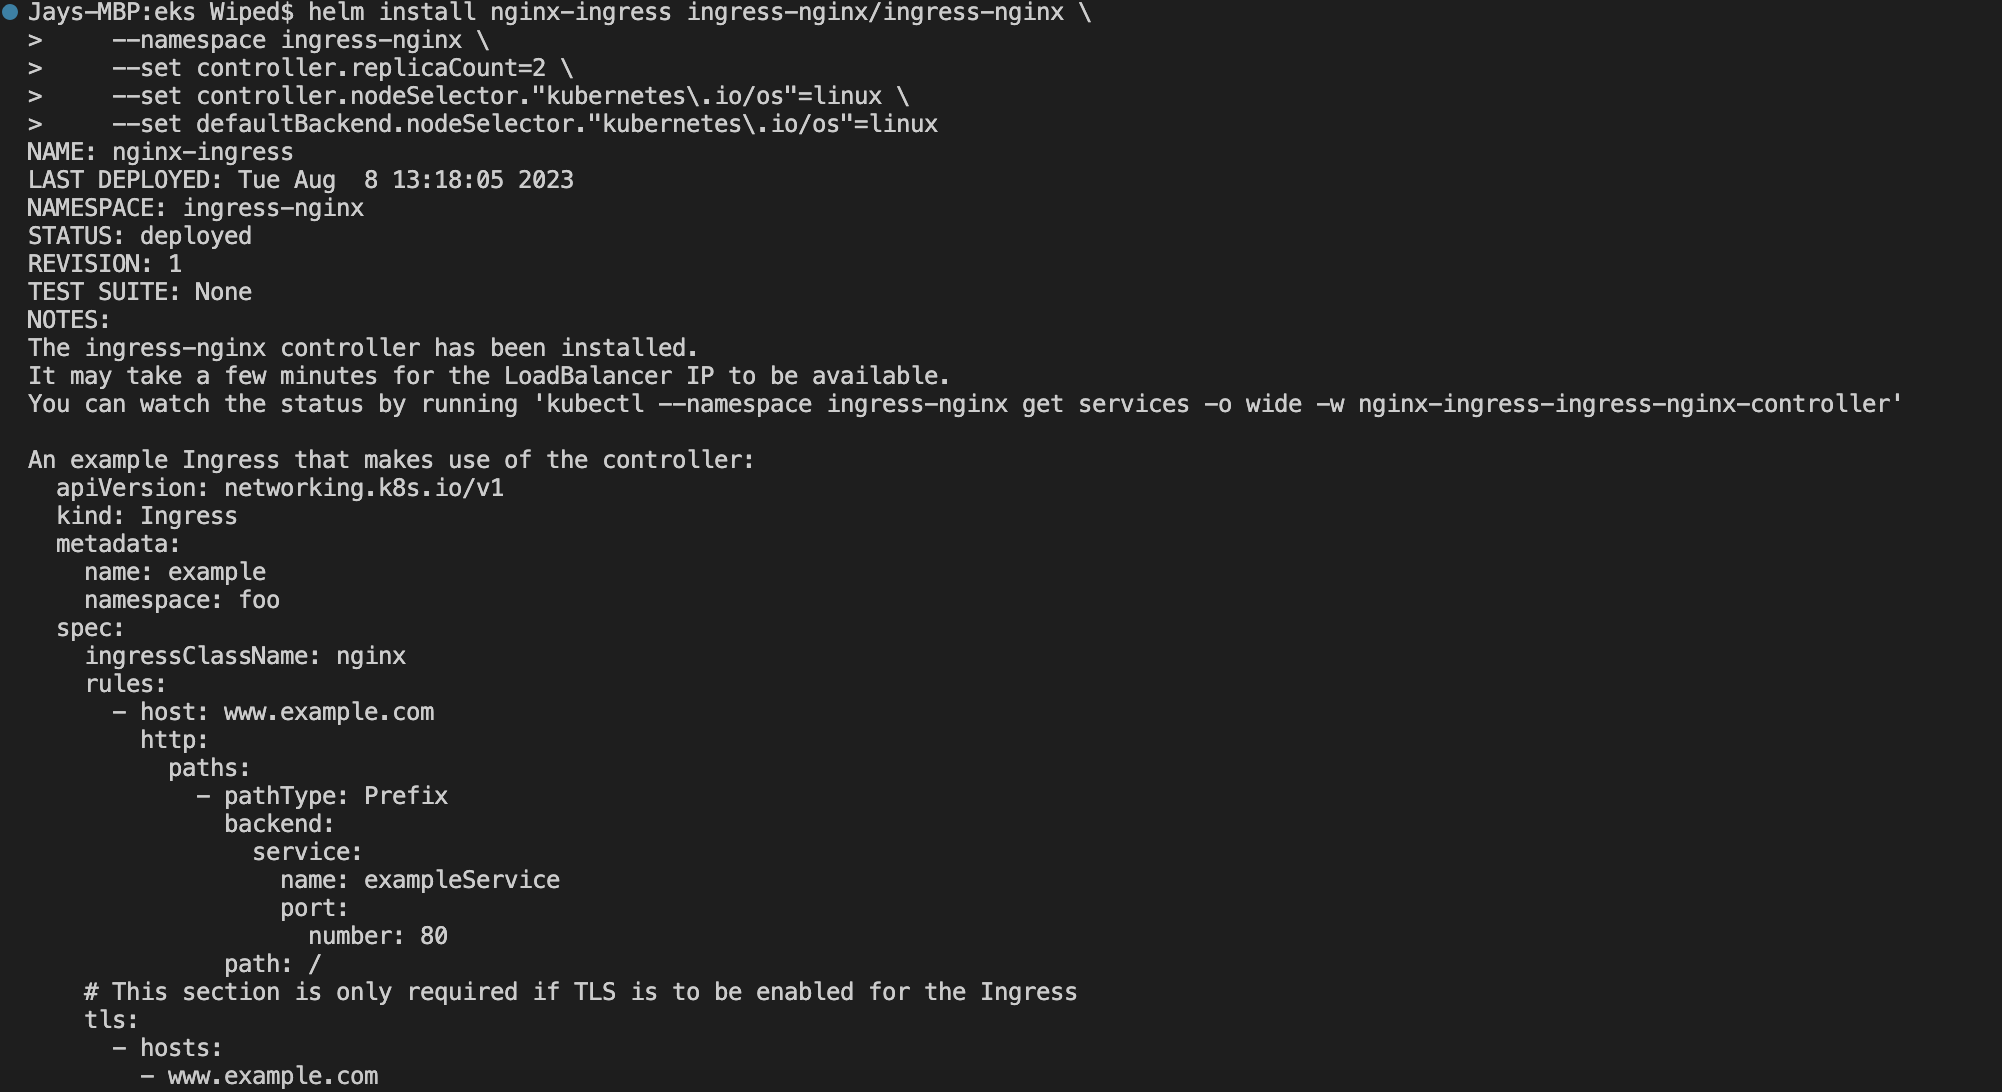 Jays-MBP:eks Wiped$ helm install nginx-ingress ingress-nginx/ingress-nginx \
>     --namespace ingress-nginx \
>     --set controller.replicaCount=2 \
>     --set controller.nodeSelector."kubernetes\.io/os"=linux \
>     --set defaultBackend.nodeSelector."kubernetes\.io/os"=linux
NAME: nginx-ingress
LAST DEPLOYED: Tue Aug  8 13:18:05 2023
NAMESPACE: ingress-nginx
STATUS: deployed
REVISION: 1
TEST SUITE: None
NOTES:
The ingress-nginx controller has been installed.
It may take a few minutes for the LoadBalancer IP to be available.
You can watch the status by running 'kubectl --namespace ingress-nginx get services -o wide -w nginx-ingress-ingress-nginx-controller'

An example Ingress that makes use of the controller:
  apiVersion: networking.k8s.io/v1
  kind: Ingress
  metadata:
    name: example
    namespace: foo
  spec:
    ingressClassName: nginx
    rules:
      - host: www.example.com
        http:
          paths:
            - pathType: Prefix
              backend:
                service:
                  name: exampleService
                  port:
                    number: 80
              path: /
    # This section is only required if TLS is to be enabled for the Ingress
    tls:
      - hosts:
        - www.example.com